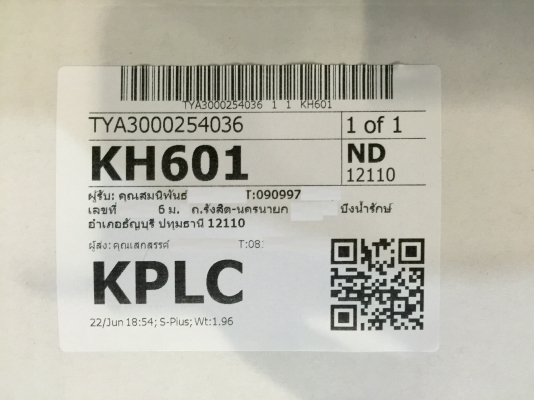 TYA3000254036 1 1 KH601
TYA3000254036
1 of 1
KH601
ND
12110
ผู้รับ: คุณสมนิพันธ์ T:090997
เลขที่ 6 ม. ถ.รังสิต-นครนายก บึงน้ำรักษ์
อำเภอธัญบุรี ปทุมธานี 12110
ผู้ส่ง: คุณเสกสรรค์ T:08:
KPLC
22/Jun 18:54; S-Plus; Wt:1.96